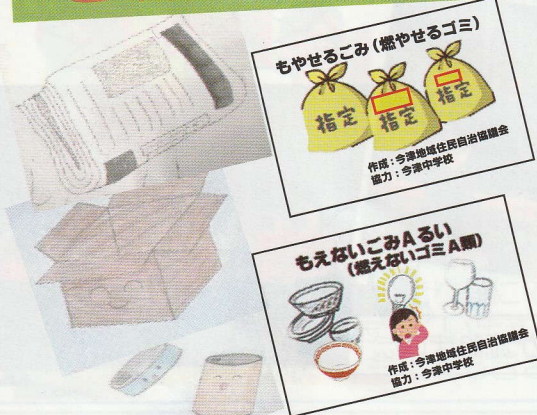 もやせるごみ（燃やせるゴミ）
指定
指定
指定
作成：今津地域住民自治協議会
協力：今津中学校
もえないごみAるい
（燃えないゴミA類）
作成：今津地域住民自治協議会
協力：今津中学校